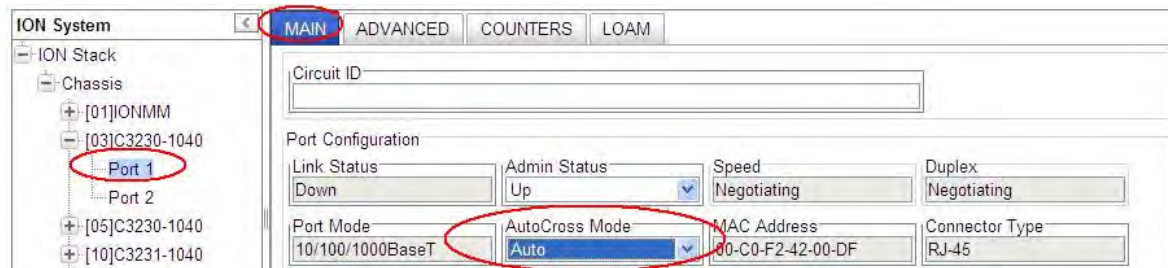 ION System
ION Stack
Chassis
[01]IONMM
[03]C3230-1040
Port 1
Port 2
[05]C3230-1040
[10]C3231-1040
MAIN ADVANCED COUNTERS LOAM
Circuit ID
Port Configuration
Link Status Admin Status Speed Duplex
Down Up Negotiating Negotiating
Port Mode AutoCross Mode MAC Address Connector Type
10/100/1000BaseT Auto 00-C0-F2-42-00-DF RJ-45